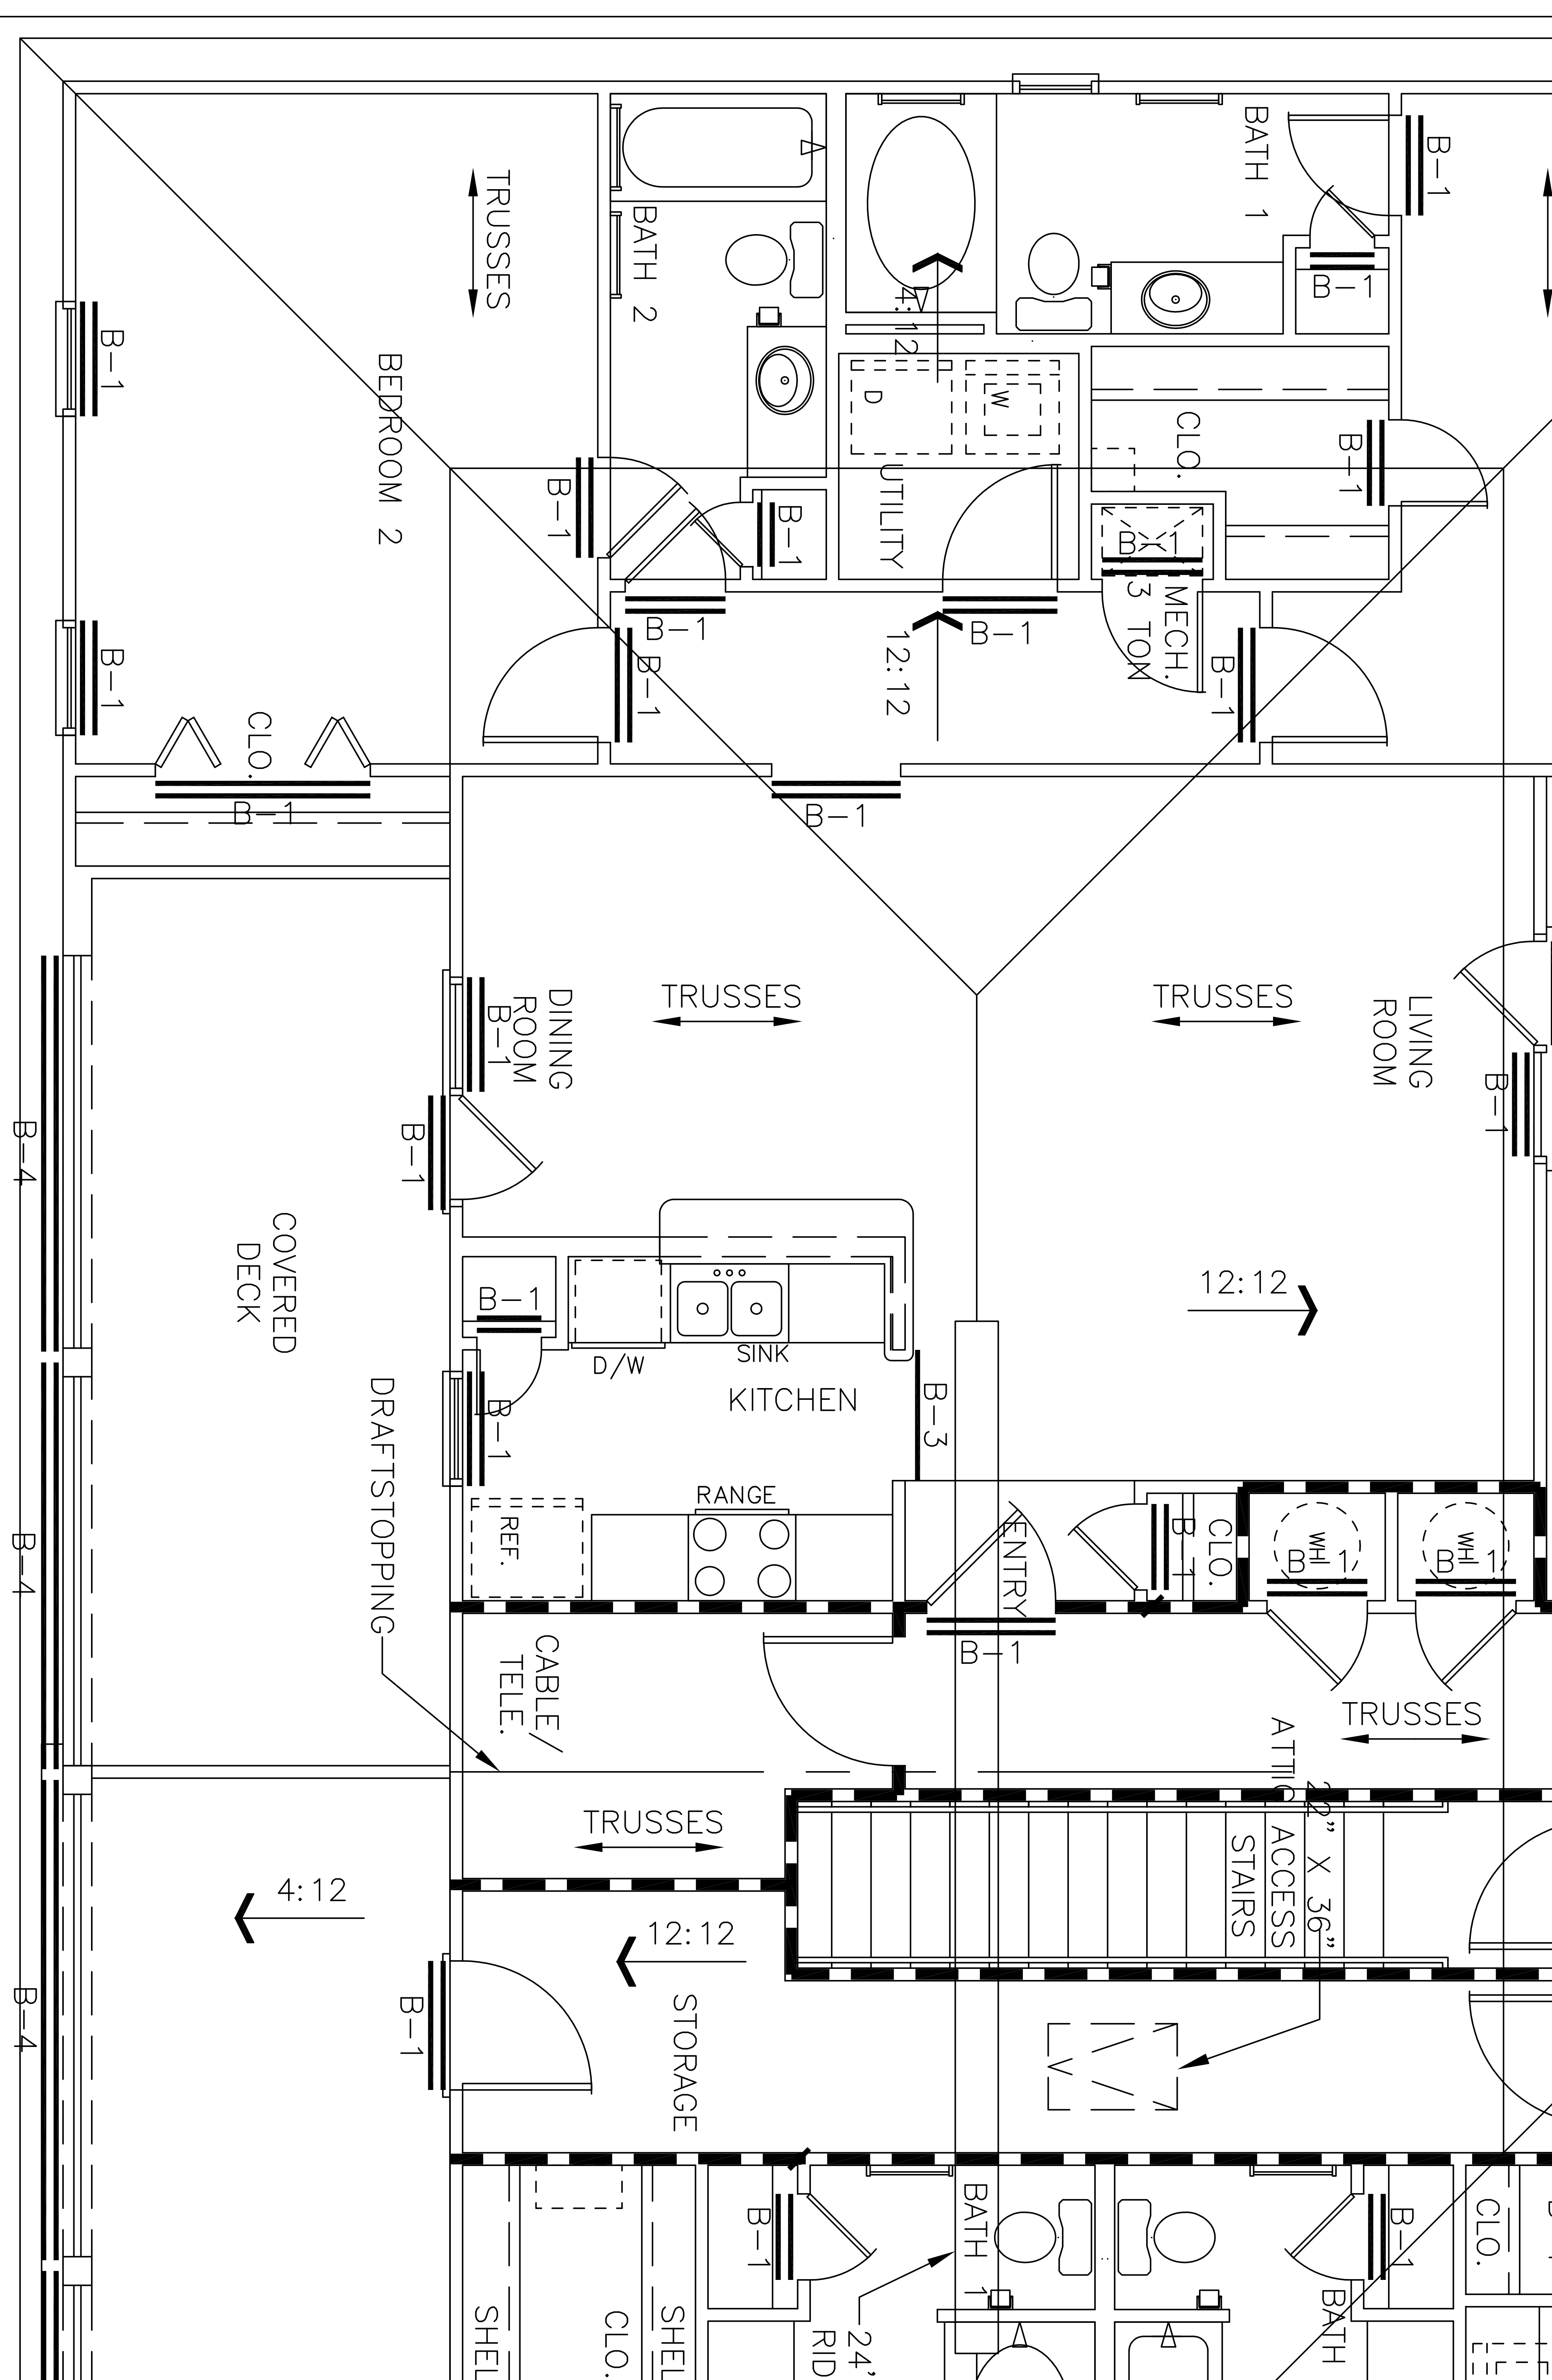 BATH 1
B-1
TRUSSES
BATH 2
B-1
4:12
B-1
BEDROOM 2
D
W
CLO.
B-1
UTILITY
B-1
B-1
B-1
MECH.
3 TON
B-1
B-1
12:12
B-1
B-1
B-1
CLO.
B-1
B-1
TRUSSES
TRUSSES
DINING
ROOM
B-1
LIVING
ROOM
B-1
B-1
B-4
COVERED
DECK
12:12
B-1
D/W
SINK
KITCHEN
B-3
B-1
DRAFTSTOPPING
RANGE
REF.
ENTRY
B-1
CLO.
WH
B-1
WH
B-1
B-4
B-1
CABLE/
TELE.
TRUSSES
22" X 36"
ATTIC ACCESS
STAIRS
TRUSSES
4:12
12:12
B-4
B-1
STORAGE
BATH 1
B-1
B-1
CLO.
BATH
24'
CLO.